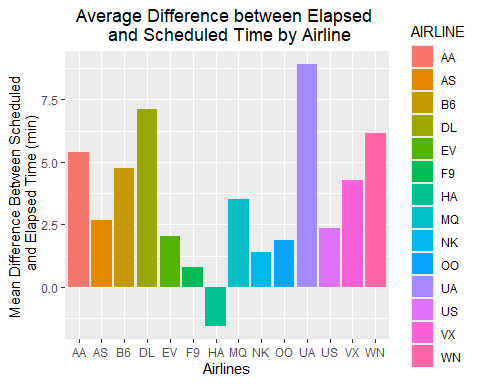 Average Difference between Elapsed
and Scheduled Time by Airline
Mean Difference Between Scheduled
and Elapsed Time (min)
7.5
5.0
2.5
0.0
AA AS B6 DL EV F9 HA MQ NK OO UA US VX WN
Airlines
AIRLINE
AA
AS
B6
DL
EV
F9
HA
MQ
NK
OO
UA
US
VX
WN